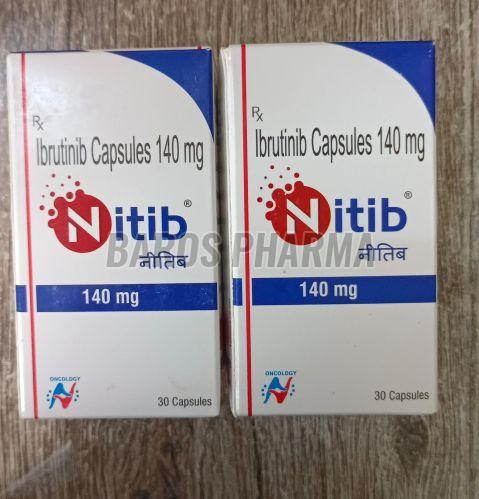 Rx
Ibrutinib Capsules 140 mg
Nitib®
नीतिब
140 mg
ONCOLOGY
30 Capsules
Rx
Ibrutinib Capsules 140 mg
Nitib®
नीतिब
140 mg
ONCOLOGY
30 Capsules
BAROS PHARMA